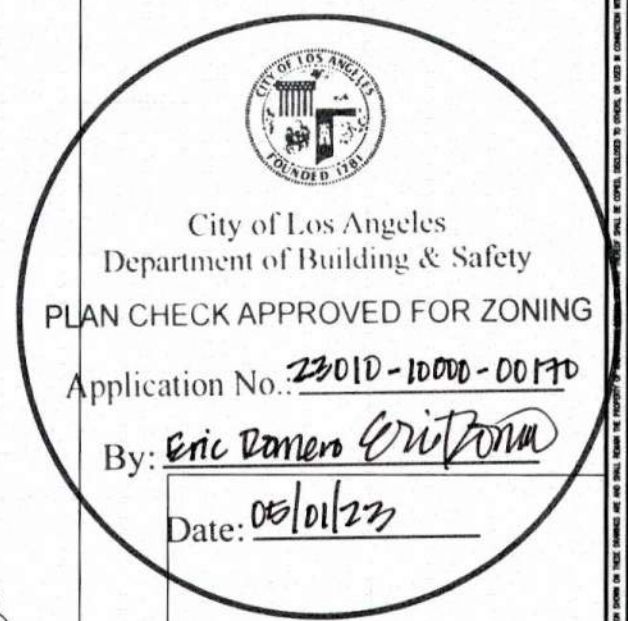 CITY OF LOS ANGELES
FOUNDED 1781
City of Los Angeles
Department of Building & Safety
PLAN CHECK APPROVED FOR ZONING
Application No.: 23010-10000-00170
By: Eric Romero
Date: 05/01/23